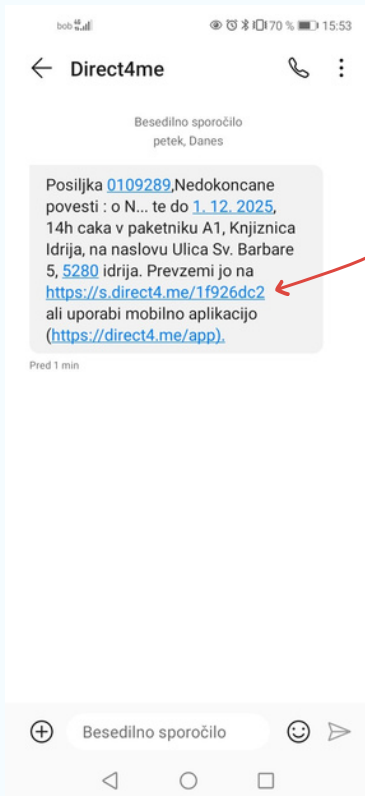 bob 70 % 15:53
Direct4me
Besedilno sporočilo
petek, Danes
Posiljka 0109289,Nedokoncane
povesti : o N... te do 1. 12. 2025,
14h caka v paketniku A1, Knjiznica
Idrija, na naslovu Ulica Sv. Barbare
5, 5280 idrija. Prevzemi jo na
https://s.direct4.me/1f926dc2
ali uporabi mobilno aplikacijo
(https://direct4.me/app).
Pred 1 min
Besedilno sporočilo